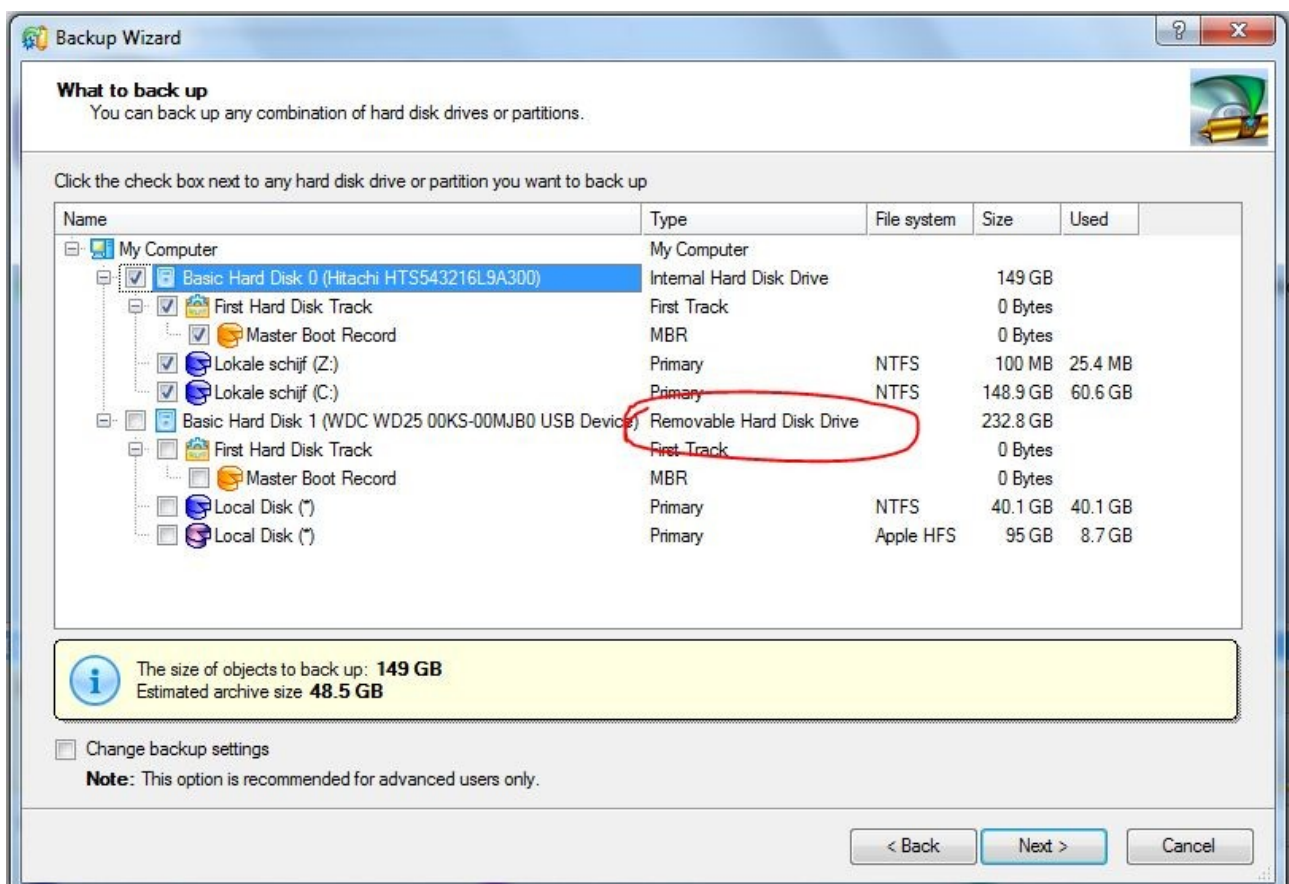 Backup Wizard
What to back up
You can back up any combination of hard disk drives or partitions.
Click the check box next to any hard disk drive or partition you want to back up
Name Type File system Size Used
My Computer My Computer
Basic Hard Disk 0 (Hitachi HTS543216L9A300) Internal Hard Disk Drive 149 GB
First Hard Disk Track First Track 0 Bytes
Master Boot Record MBR 0 Bytes
Lokale schijf (Z:) Primary NTFS 100 MB 25.4 MB
Lokale schijf (C:) Primary NTFS 148.9 GB 60.6 GB
Basic Hard Disk 1 (WDC WD25 00KS-00MJB0 USB Device) Removable Hard Disk Drive 232.8 GB
First Hard Disk Track First Track 0 Bytes
Master Boot Record MBR 0 Bytes
Local Disk (*) Primary NTFS 40.1 GB 40.1 GB
Local Disk (*) Primary Apple HFS 95 GB 8.7 GB
The size of objects to back up: 149 GB
Estimated archive size 48.5 GB
Change backup settings
Note: This option is recommended for advanced users only.
< Back Next > Cancel